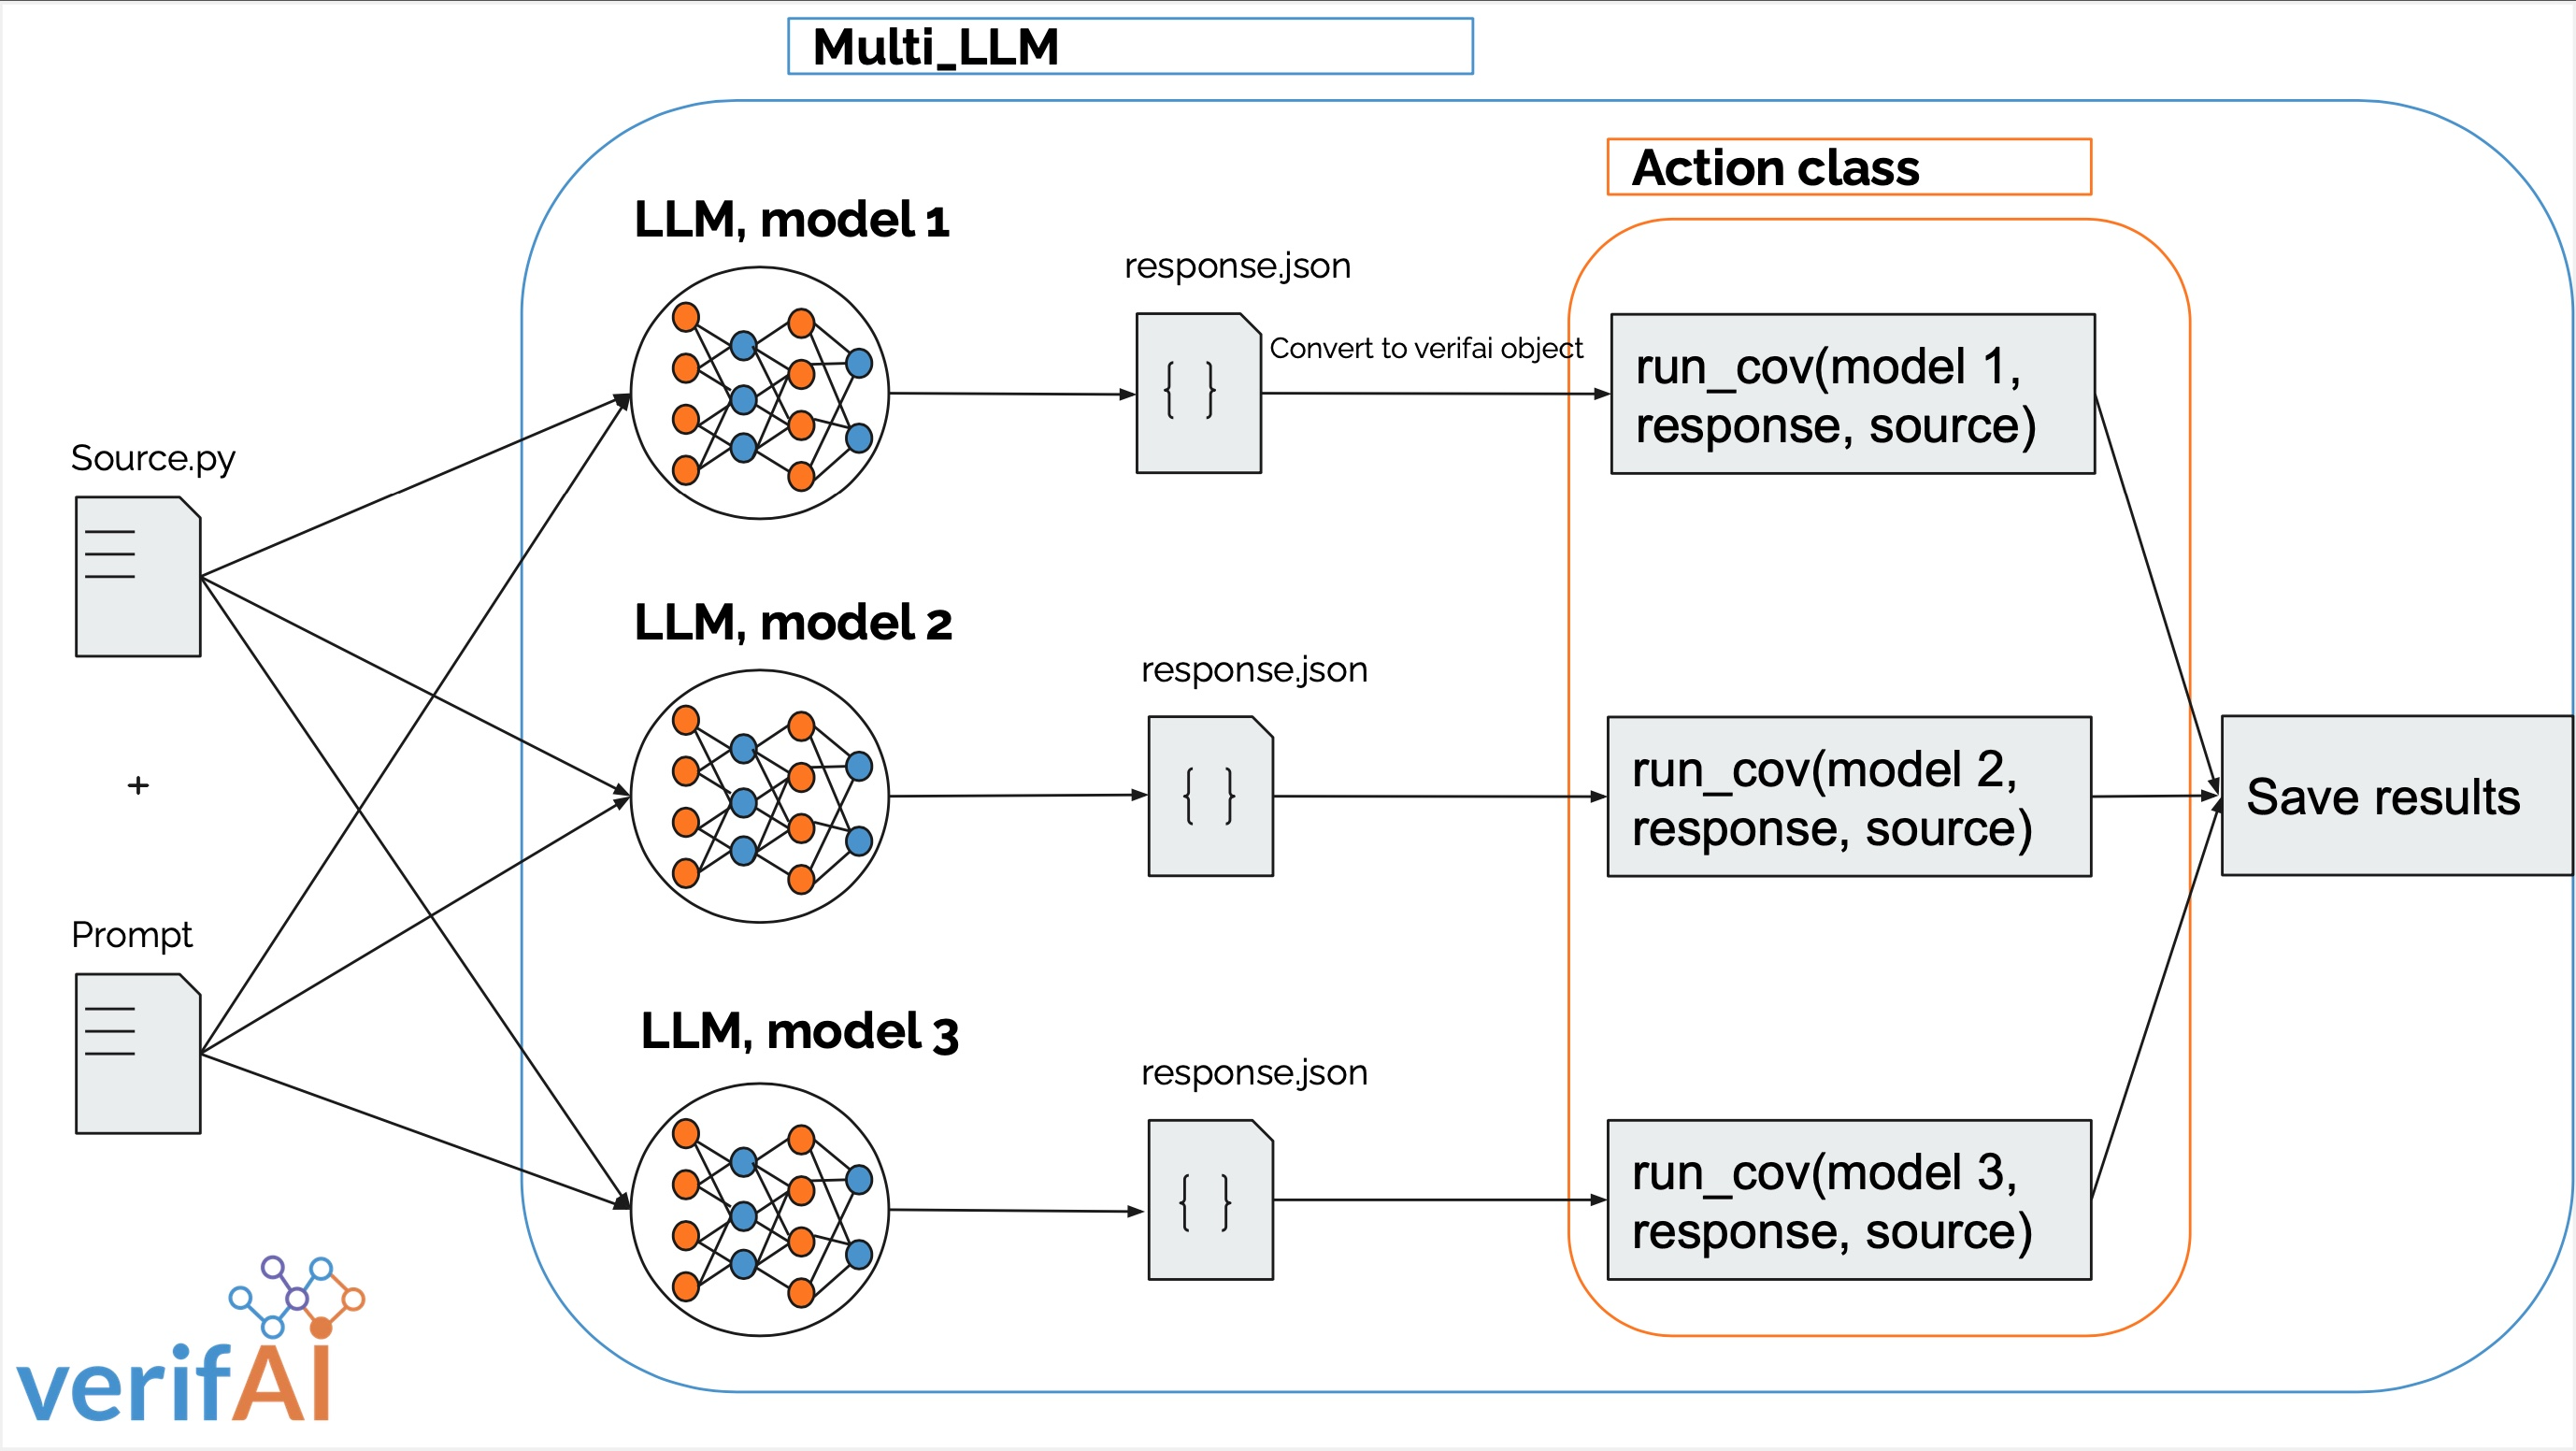 Multi_LLM
Action class
LLM, model 1
response.json
{ }
Convert to verifai object
run_cov(model 1,
response, source)
Source.py
LLM, model 2
response.json
{ }
run_cov(model 2,
response, source)
Save results
+
Prompt
LLM, model 3
response.json
{ }
run_cov(model 3,
response, source)
verifAI